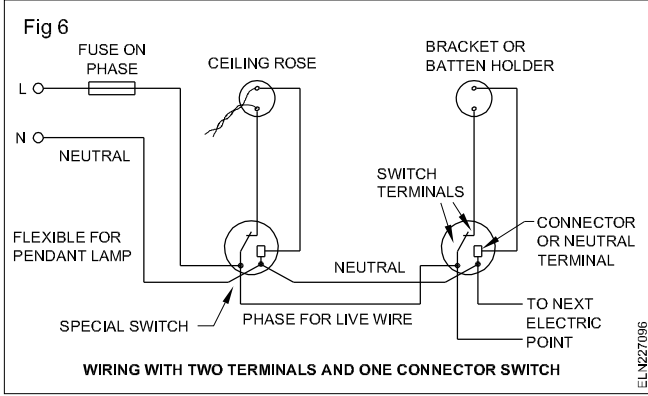 Fig 6
FUSE ON
PHASE
CEILING ROSE
BRACKET OR
BATTEN HOLDER
L
N
NEUTRAL
SWITCH
TERMINALS
FLEXIBLE FOR
PENDANT LAMP
CONNECTOR
OR NEUTRAL
TERMINAL
NEUTRAL
SPECIAL SWITCH
PHASE FOR LIVE WIRE
TO NEXT
ELECTRIC
POINT
WIRING WITH TWO TERMINALS AND ONE CONNECTOR SWITCH
ELN227096